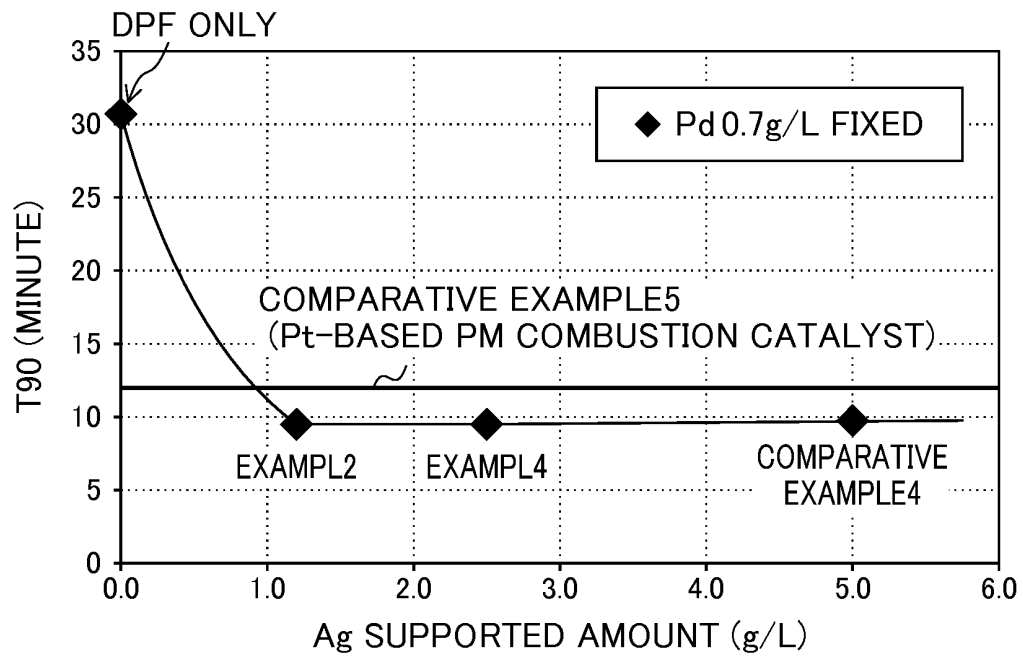 DPF ONLY
35
30
25
20
15
10
5
0
T90 (MINUTE)
Pd 0.7g/L FIXED
COMPARATIVE EXAMPLE5
(Pt-BASED PM COMBUSTION CATALYST)
EXAMPL2
EXAMPL4
COMPARATIVE
EXAMPLE4
0.0 1.0 2.0 3.0 4.0 5.0 6.0
Ag SUPPORTED AMOUNT (g/L)